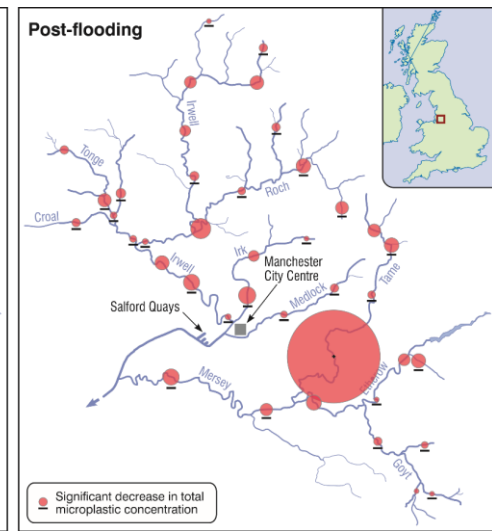 Post-flooding
Irwell
Tonge
Roch
Croal
Irwell
Irk
Manchester
City Centre
Tame
Salford Quays
Medlock
Mersey
Etherow
Goyt
Significant decrease in total
microplastic concentration